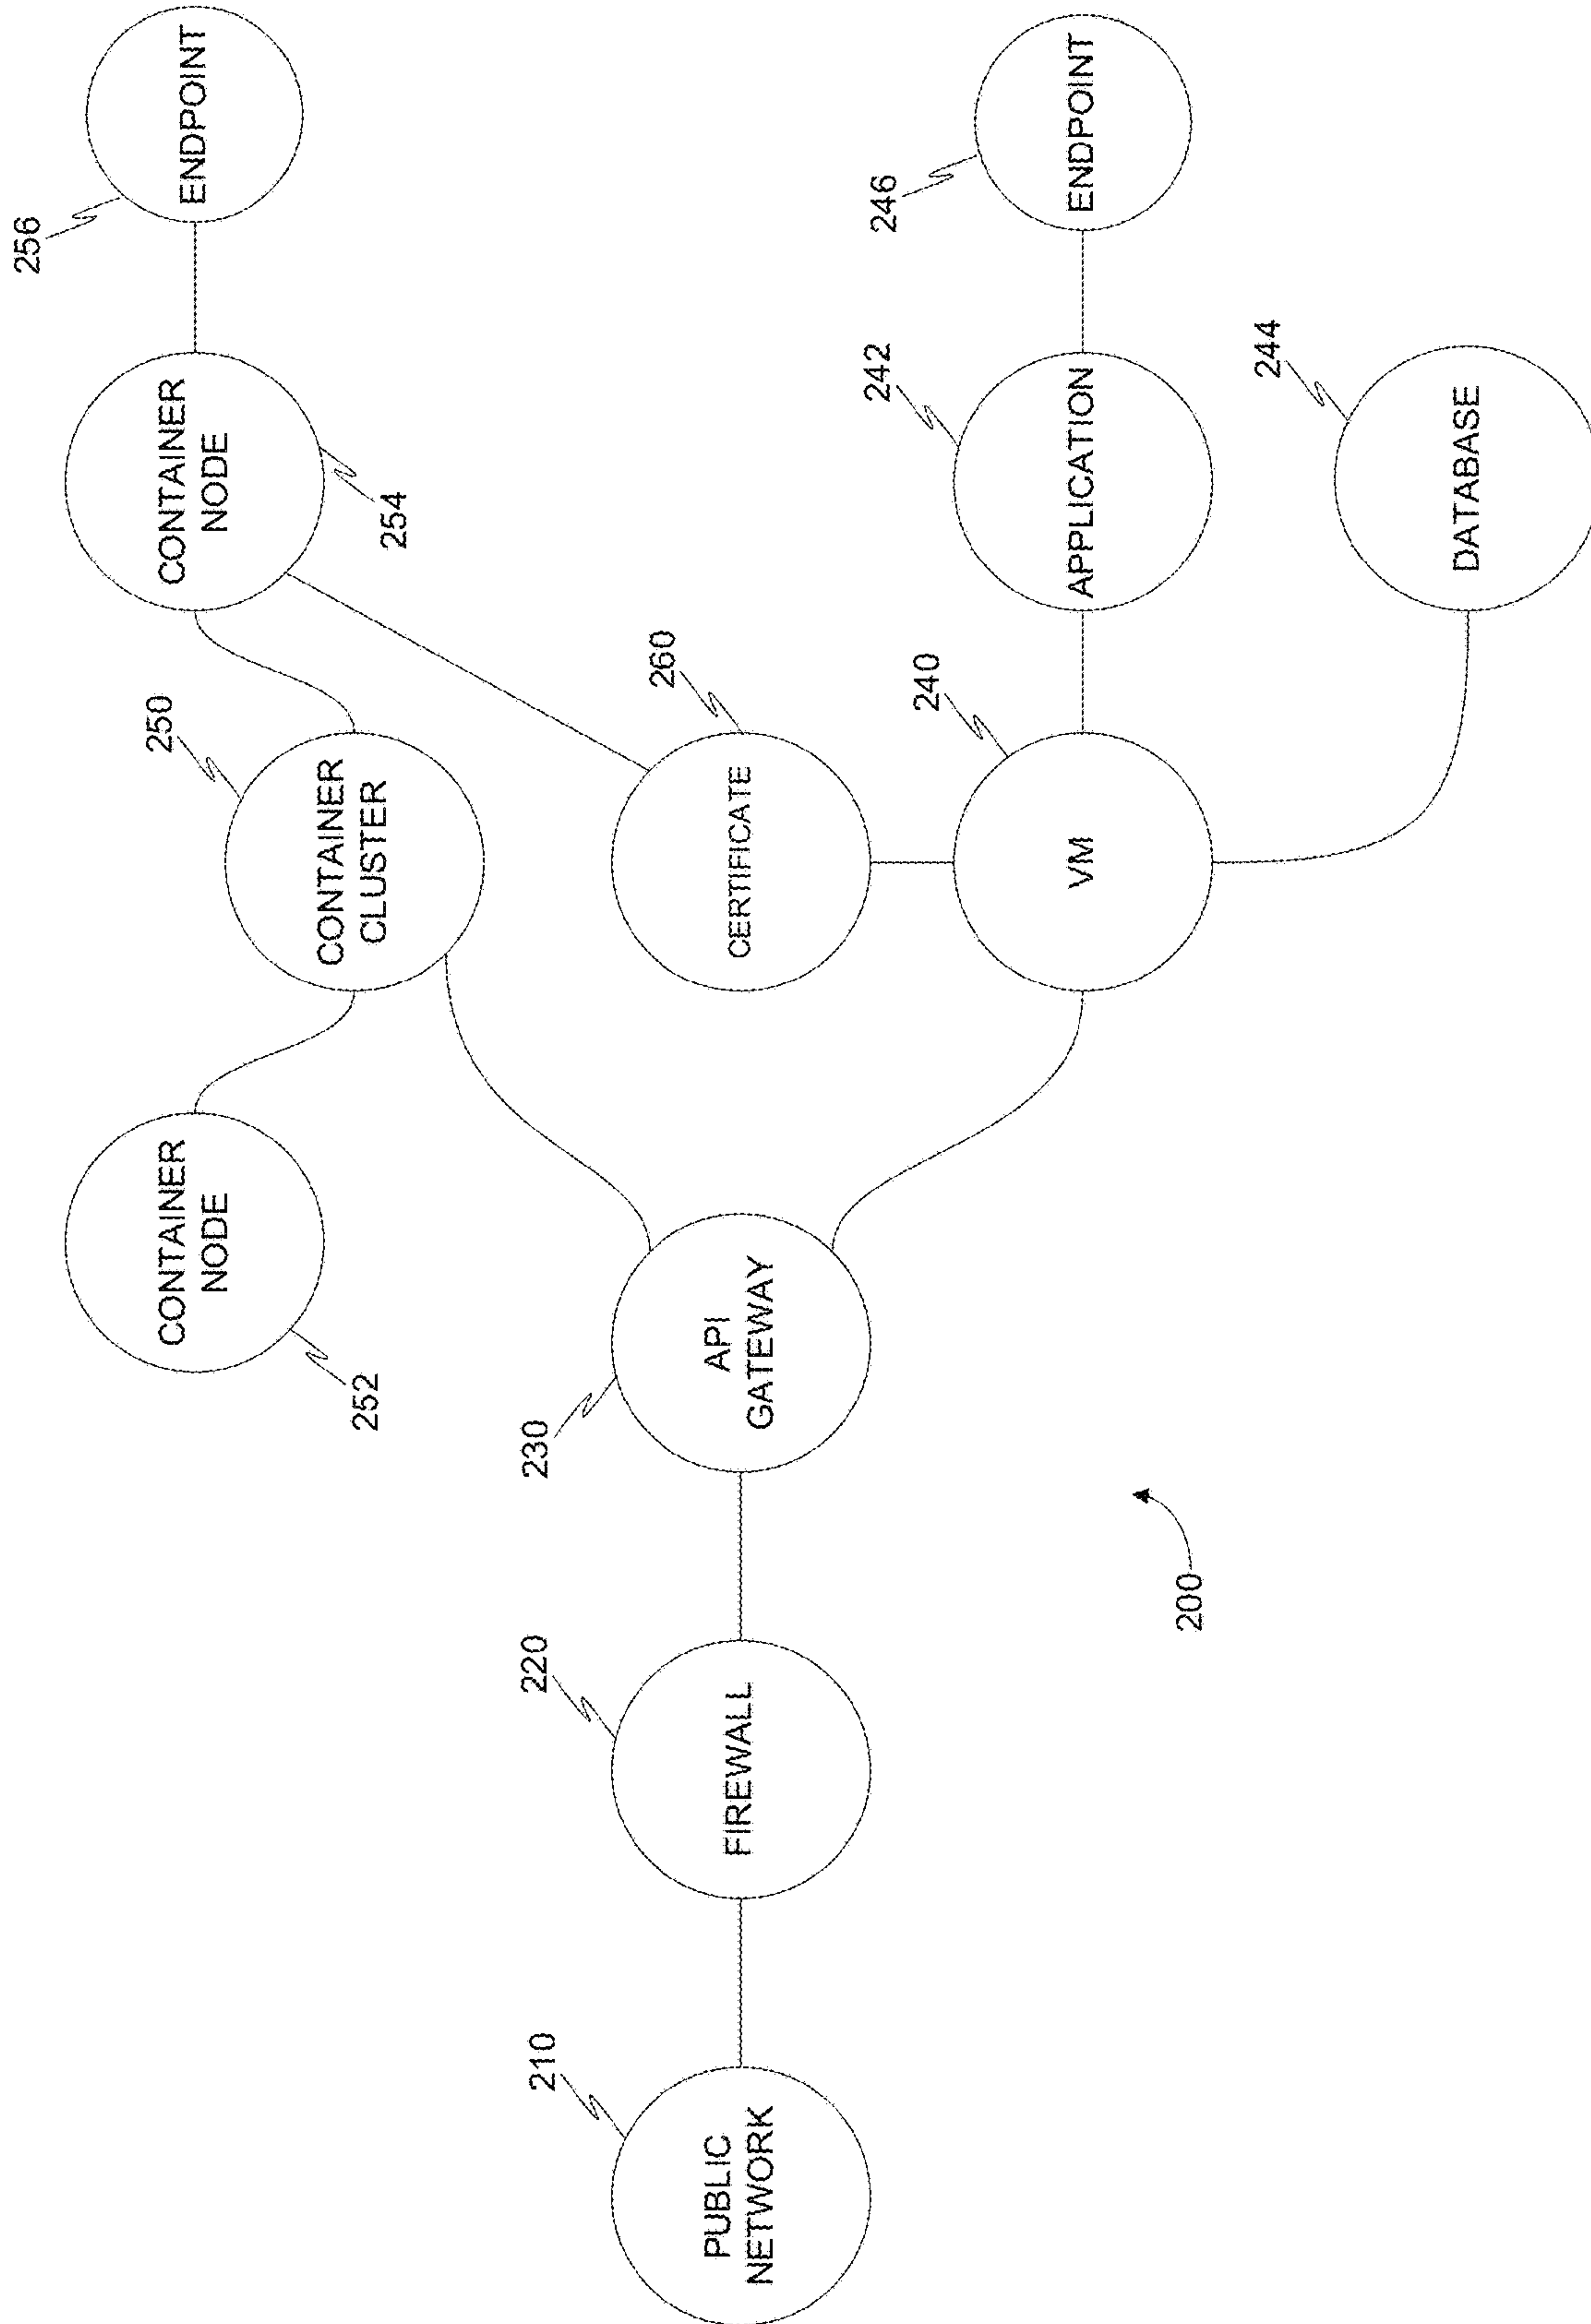 CONTAINER
NODE
252
CONTAINER
CLUSTER
250
CONTAINER
NODE
254
ENDPOINT
256
PUBLIC
NETWORK
210
FIREWALL
220
API
GATEWAY
230
CERTIFICATE
260
VM
240
APPLICATION
242
ENDPOINT
246
DATABASE
244
200